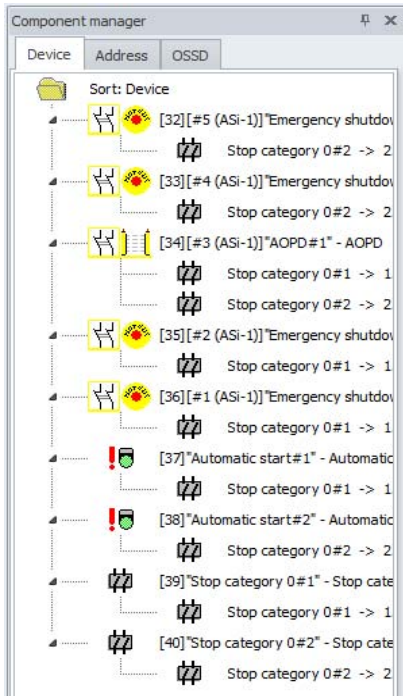 Component manager
Device Address OSSD
Sort: Device
[32][#5 (ASi-1)]"Emergency
Stop category 0#2 -> 2
[33][#4 (ASi-1)]"Emergency
Stop category 0#2 -> 2
[34][#3 (ASi-1)]"AOPD#1" - AOPD
Stop category 0#1 -> 1
Stop category 0#2 -> 2
[35][#2 (ASi-1)]"Emergency
Stop category 0#1 -> 1
[36][#1 (ASi-1)]"Emergency
Stop category 0#1 -> 1
[37]"Automatic start#1" - Automatic
Stop category 0#1 -> 1
[38]"Automatic start#2" - Automatic
Stop category 0#2 -> 2
[39]"Stop category 0#1" - Stop cate
Stop category 0#1 -> 1
[40]"Stop category 0#2" - Stop cate
Stop category 0#2 -> 2